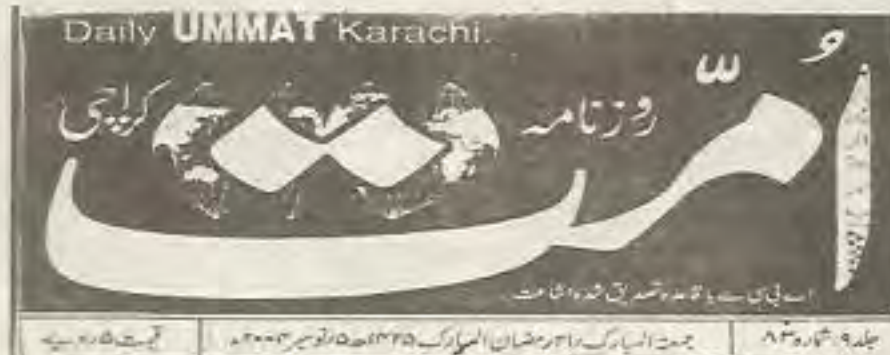 Daily UMMAT Karachi.
روزنامہ امّت کراچی
اے بی سی سے باقاعدہ تصدیق شدہ اشاعت
جلد ۹ شمارہ ۸۳ جمعۃ المبارک ۲۱ رمضان المبارک ۱۴۲۵ھ ۵ نومبر ۲۰۰۴ء قیمت ۵ روپے